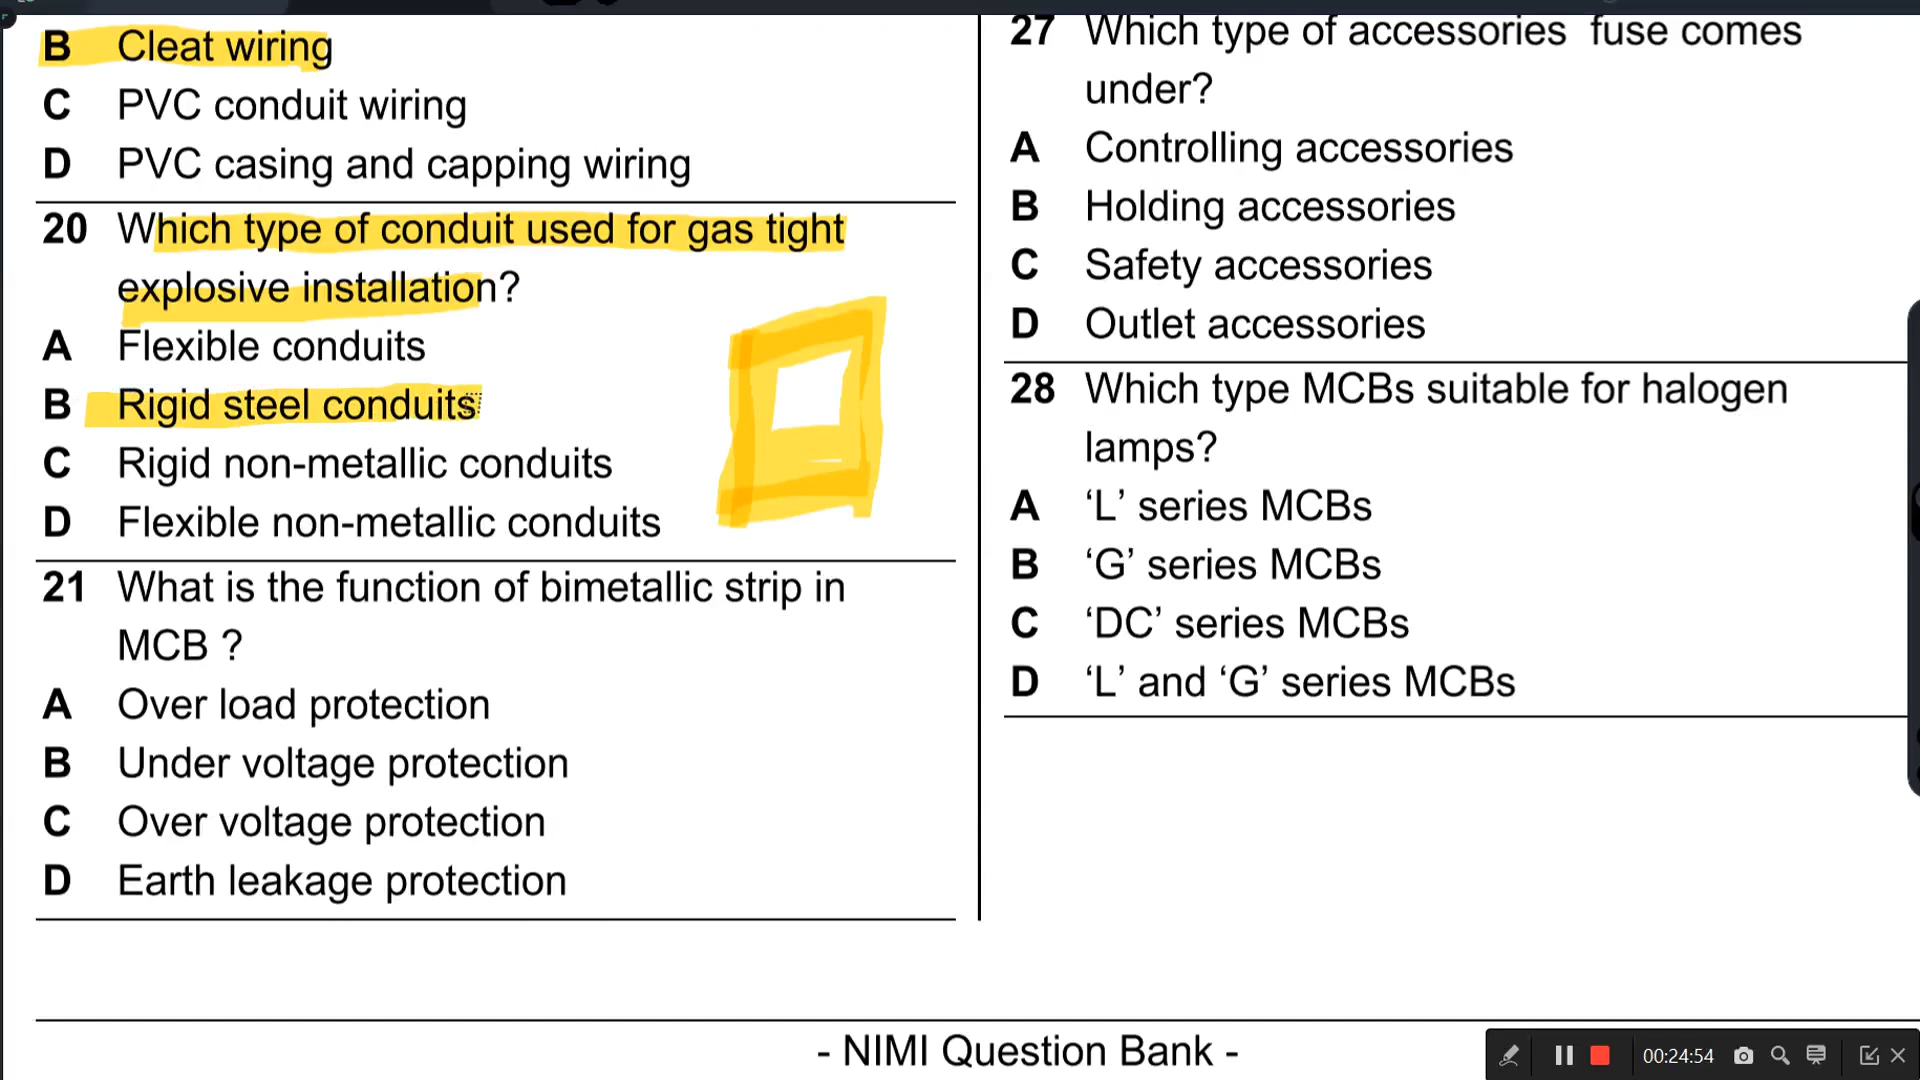 B Cleat wiring
C PVC conduit wiring
D PVC casing and capping wiring
20 Which type of conduit used for gas tight
explosive installation?
A Flexible conduits
B Rigid steel conduits
C Rigid non-metallic conduits
D Flexible non-metallic conduits
21 What is the function of bimetallic strip in
MCB ?
A Over load protection
B Under voltage protection
C Over voltage protection
D Earth leakage protection
27 Which type of accessories fuse comes
under?
A Controlling accessories
B Holding accessories
C Safety accessories
D Outlet accessories
28 Which type MCBs suitable for halogen
lamps?
A ‘L’ series MCBs
B ‘G’ series MCBs
C ‘DC’ series MCBs
D ‘L’ and ‘G’ series MCBs
- NIMI Question Bank -
00:24:54